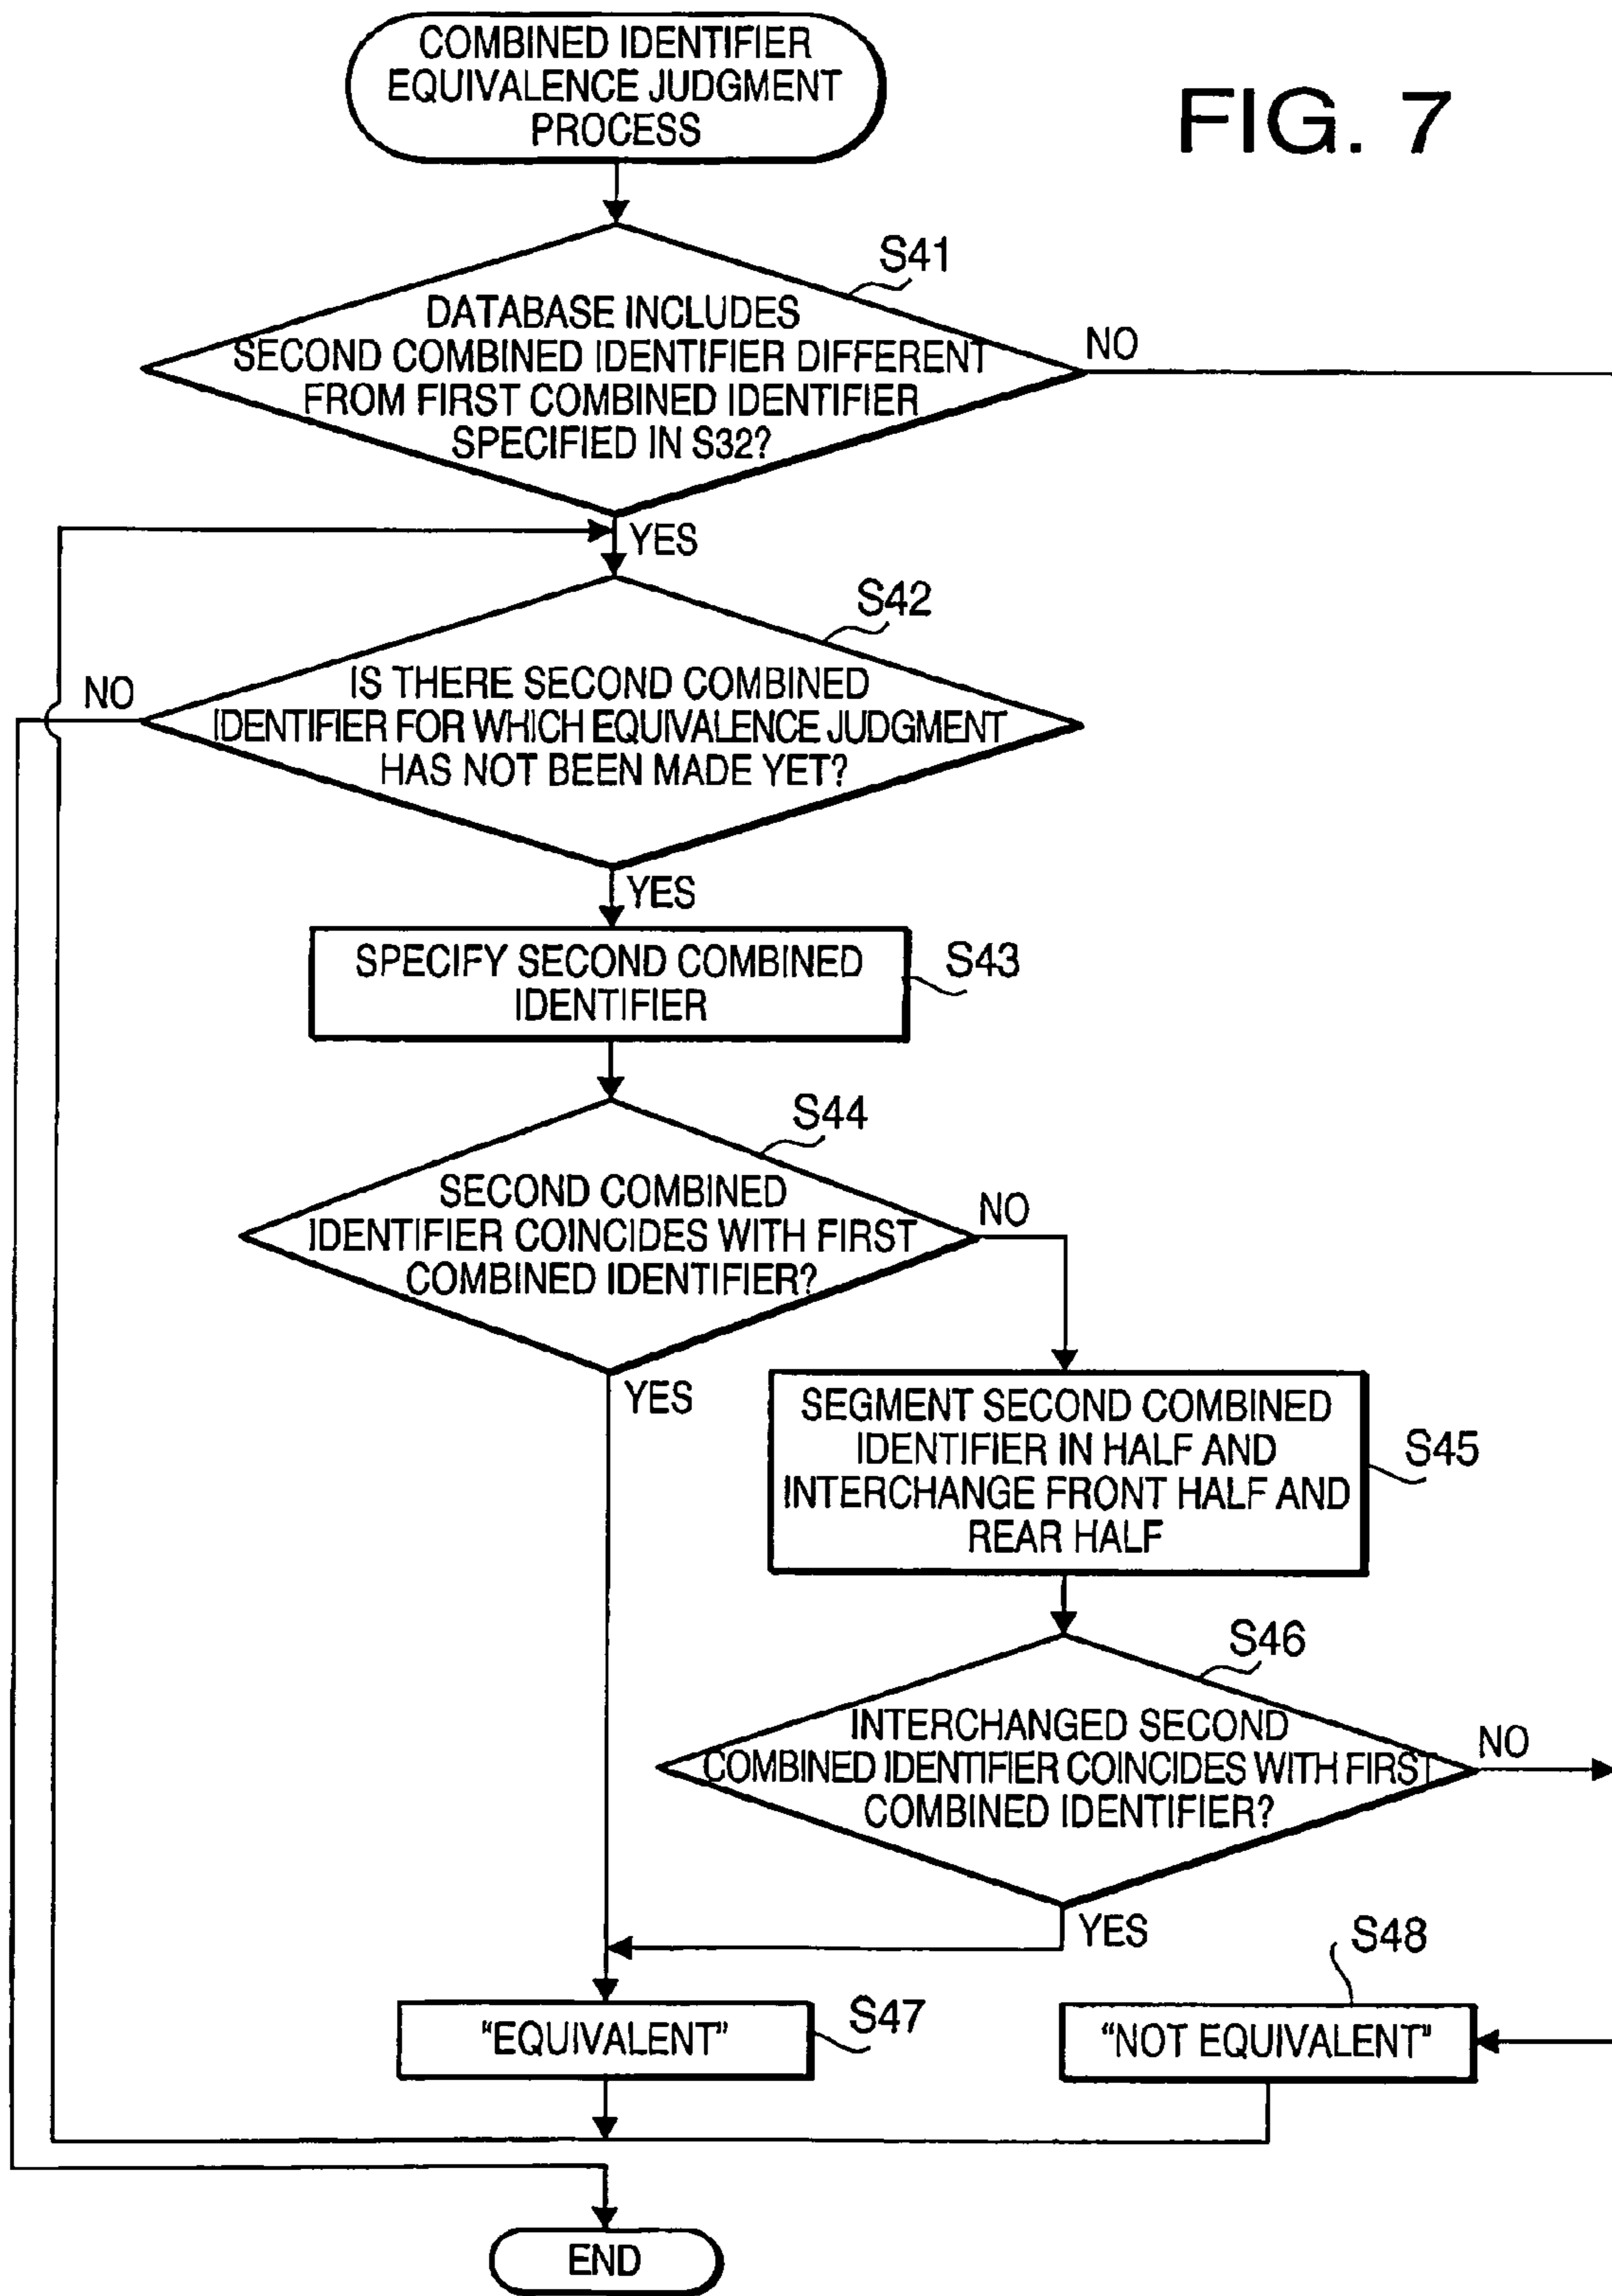 COMBINED IDENTIFIER
EQUIVALENCE JUDGMENT
PROCESS
FIG. 7
S41
DATABASE INCLUDES
SECOND COMBINED IDENTIFIER DIFFERENT
FROM FIRST COMBINED IDENTIFIER
SPECIFIED IN S32?
NO
YES
S42
IS THERE SECOND COMBINED
IDENTIFIER FOR WHICH EQUIVALENCE JUDGMENT
HAS NOT BEEN MADE YET?
NO
YES
SPECIFY SECOND COMBINED
IDENTIFIER
S43
S44
SECOND COMBINED
IDENTIFIER COINCIDES WITH FIRST
COMBINED IDENTIFIER?
NO
YES
SEGMENT SECOND COMBINED
IDENTIFIER IN HALF AND
INTERCHANGE FRONT HALF AND
REAR HALF
S45
S46
INTERCHANGED SECOND
COMBINED IDENTIFIER COINCIDES WITH FIRST
COMBINED IDENTIFIER?
NO
YES
"EQUIVALENT"
S47
S48
"NOT EQUIVALENT"
END